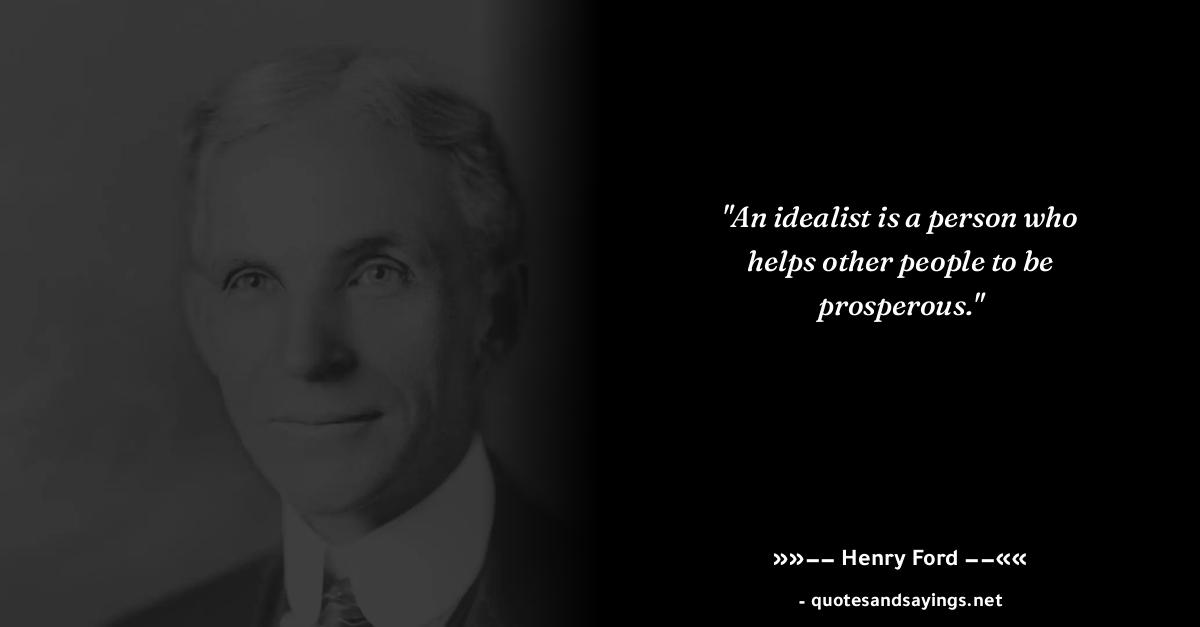 "An idealist is a person who
helps other people to be
prosperous."
»»−− Henry Ford −−««
- quotesandsayings.net